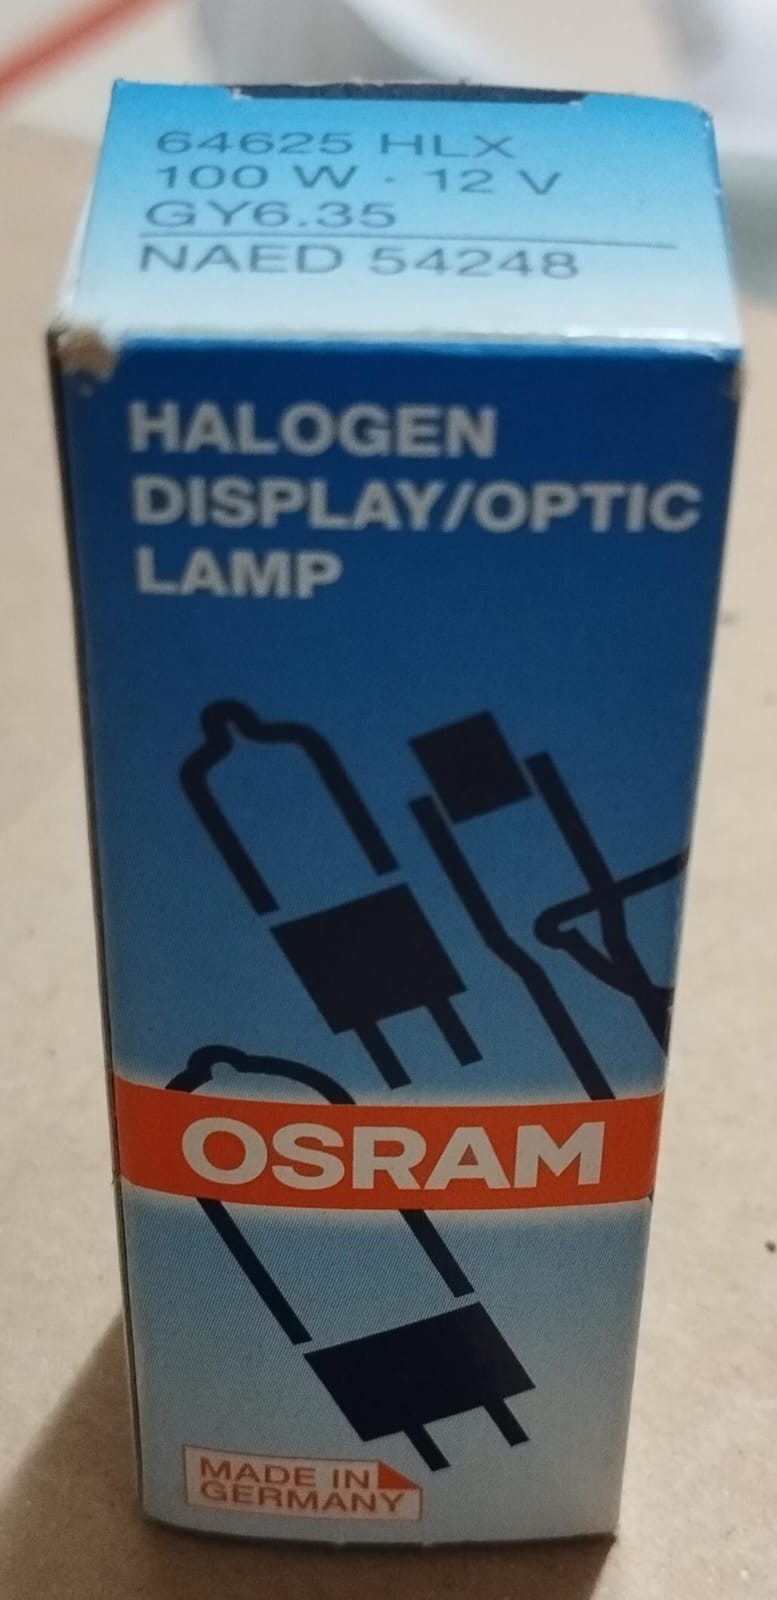 64625 HLX
100 W · 12 V
GY6.35
NAED 54248
HALOGEN
DISPLAY/OPTIC
LAMP
OSRAM
MADE IN
GERMANY